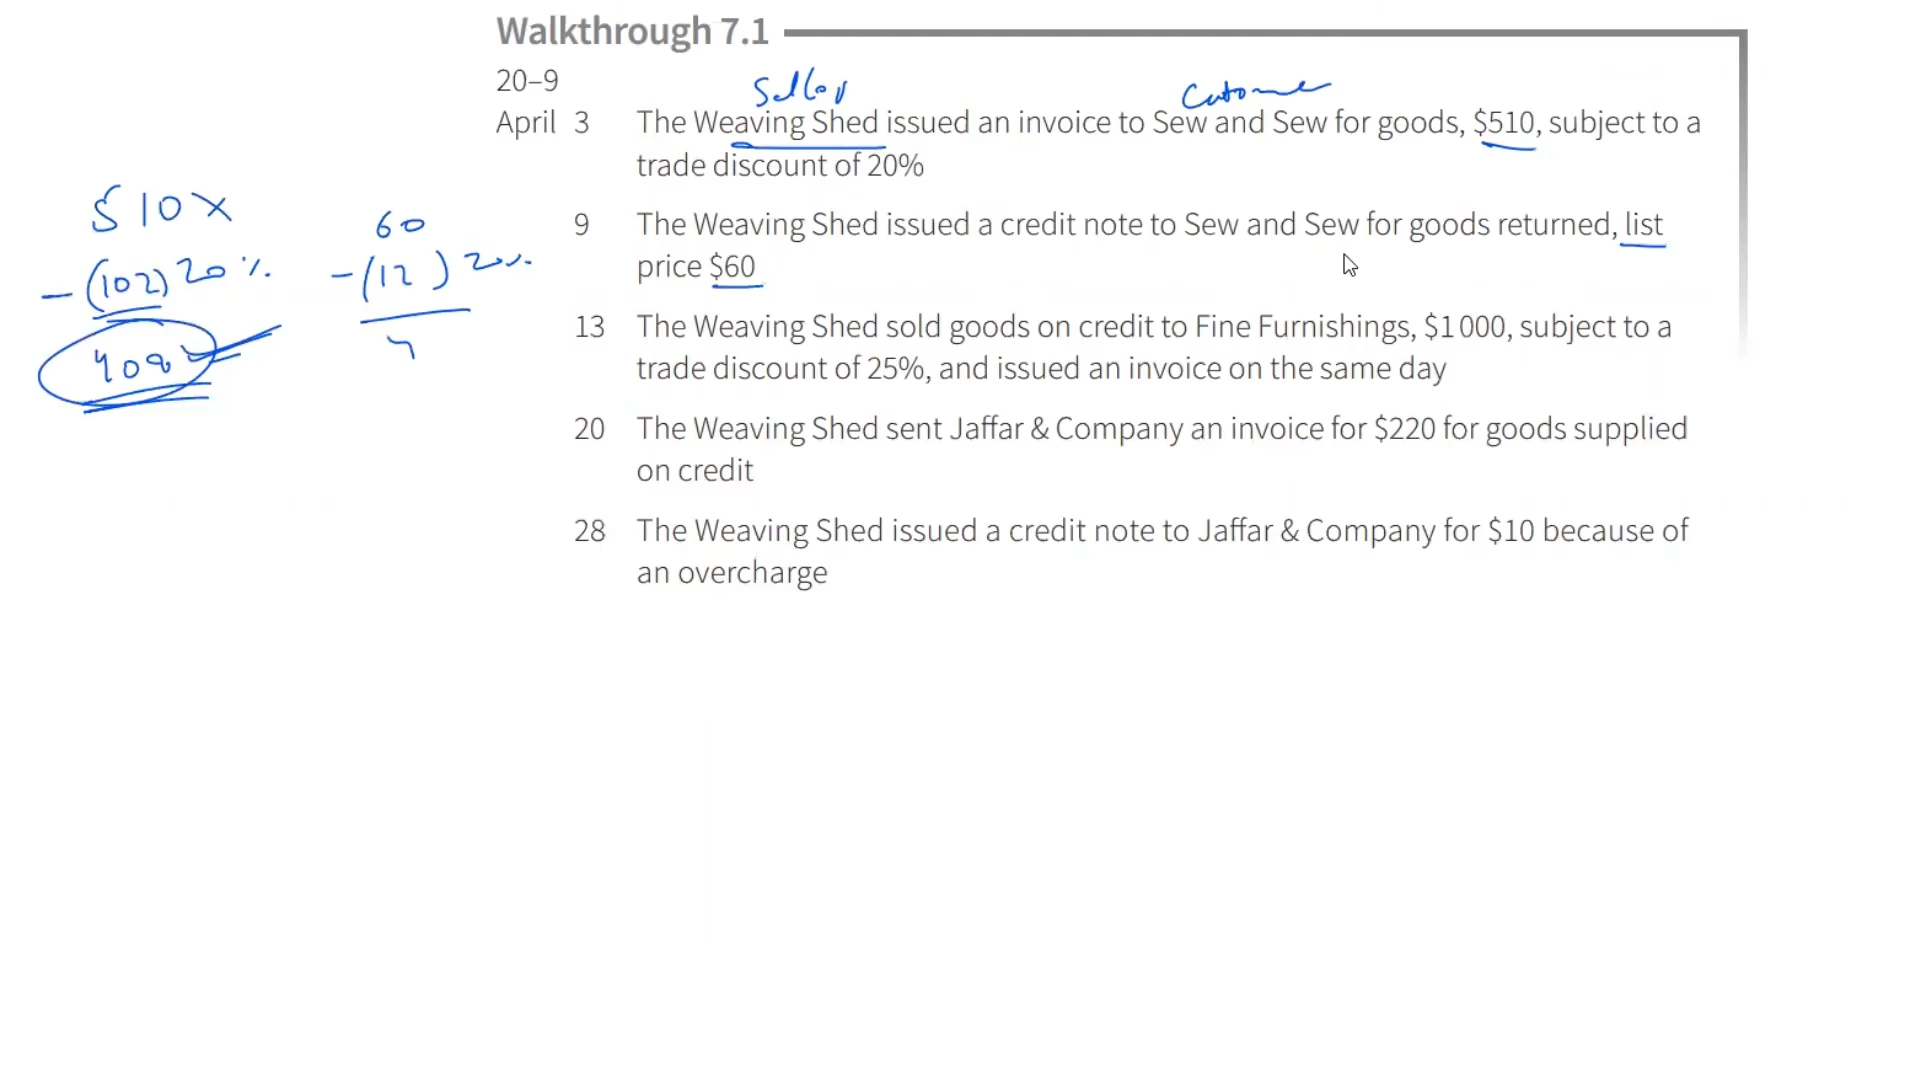 Walkthrough 7.1
20–9
Seller
Customer
April 3 The Weaving Shed issued an invoice to Sew and Sew for goods, $510, subject to a
trade discount of 20%
9 The Weaving Shed issued a credit note to Sew and Sew for goods returned, list
price $60
13 The Weaving Shed sold goods on credit to Fine Furnishings, $1 000, subject to a
trade discount of 25%, and issued an invoice on the same day
20 The Weaving Shed sent Jaffar & Company an invoice for $220 for goods supplied
on credit
28 The Weaving Shed issued a credit note to Jaffar & Company for $10 because of
an overcharge
510 x
- (102) 20%
408
60
- (12) 20%